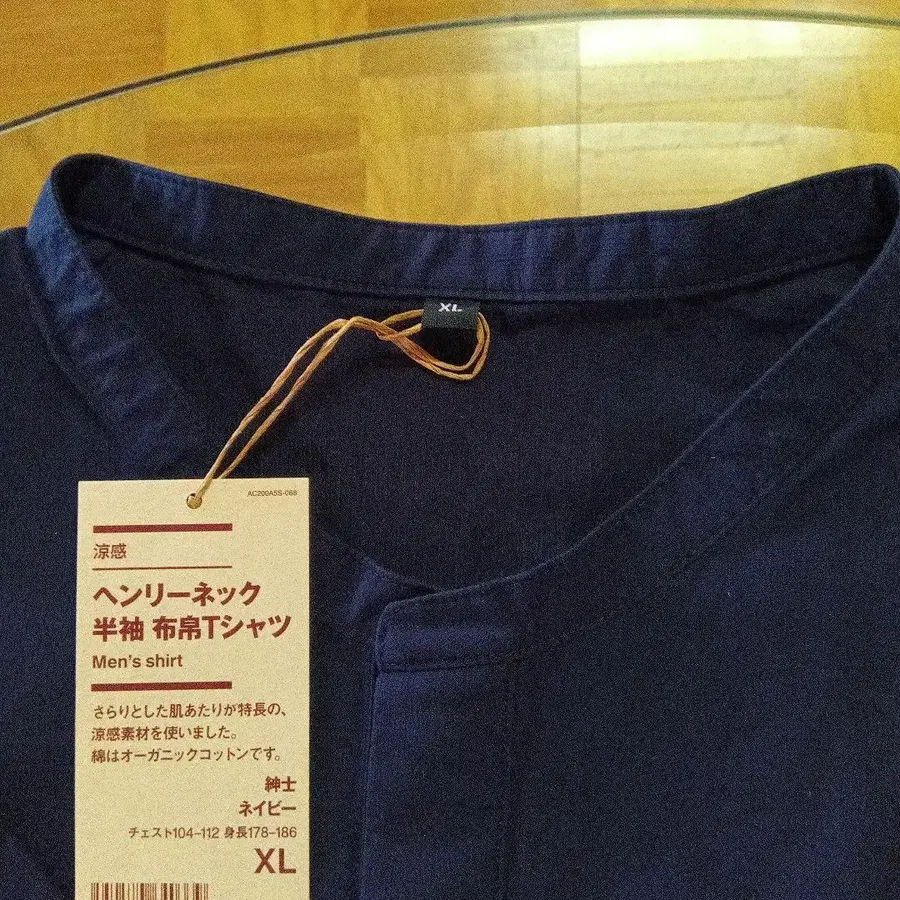 XL
AC200A5S-068
涼感
ヘンリーネック
半袖 布帛Tシャツ
Men's shirt
さらりとした肌あたりが特長の、
涼感素材を使いました。
綿はオーガニックコットンです。
紳士
ネイビー
チェスト104–112 身長178–186
XL